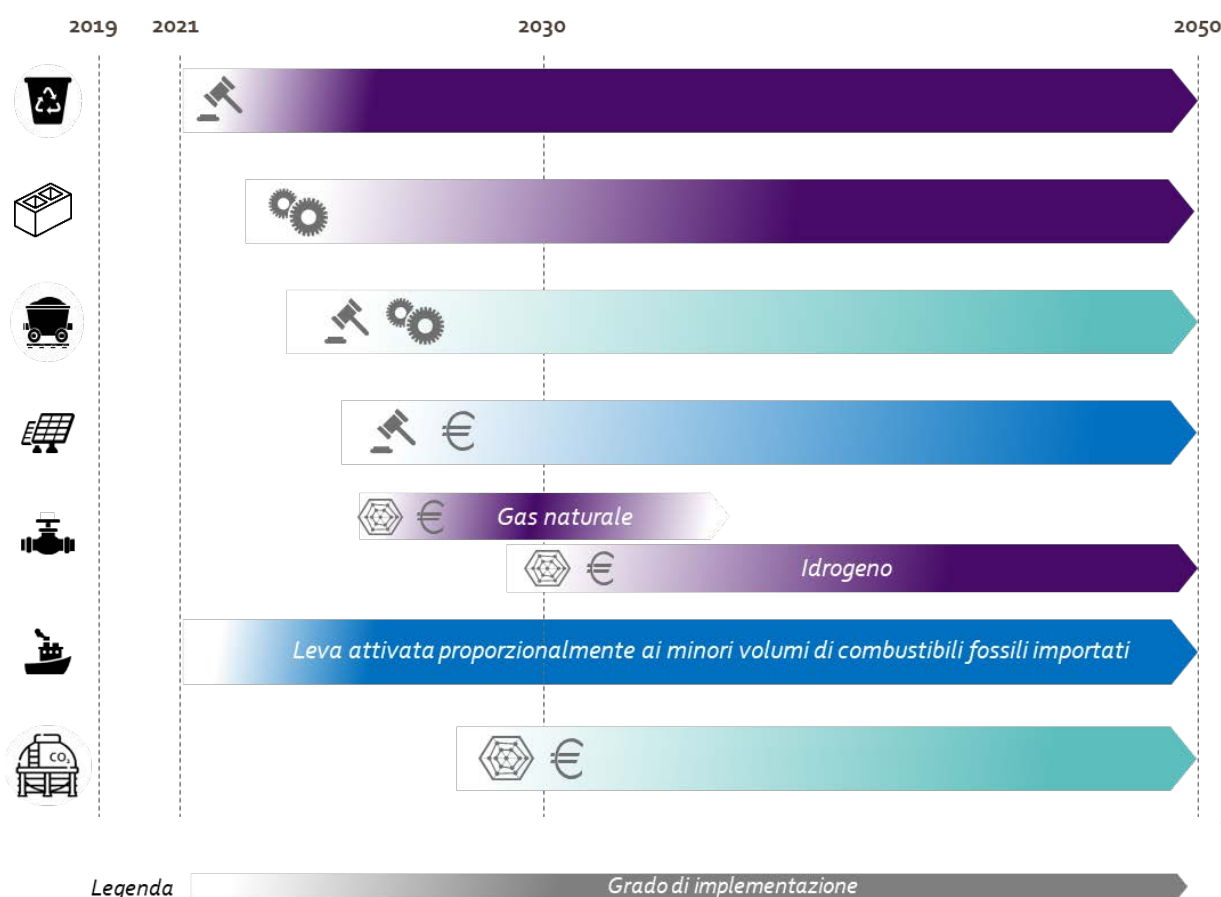 2019 2021 2030 2050
Gas naturale
Idrogeno
Leva attivata proporzionalmente ai minori volumi di combustibili fossili importati
CO₂
Legenda Grado di implementazione